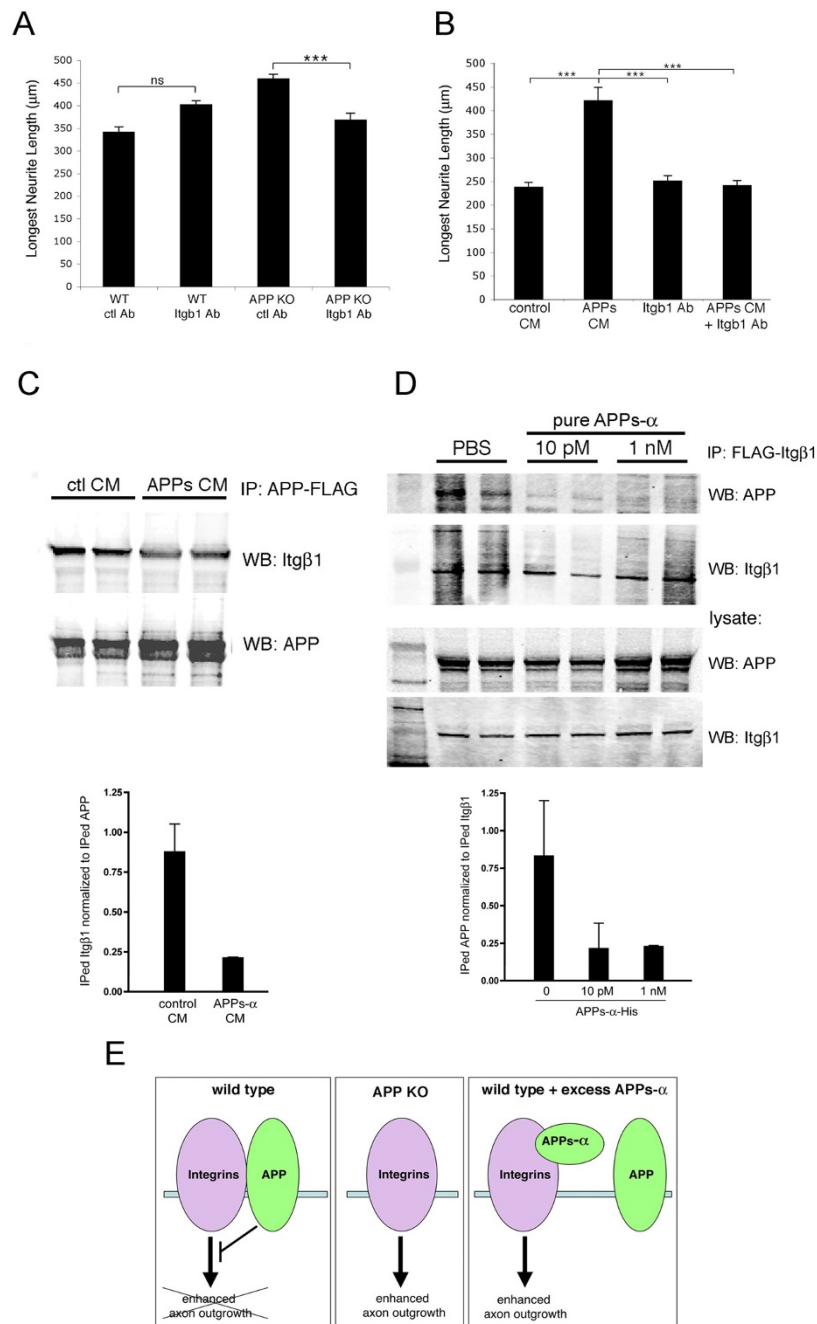 A
Longest Neurite Length (µm)
500
450
400
350
300
250
200
150
100
50
0
ns
***
WT
ctl Ab
WT
Itgb1 Ab
APP KO
ctl Ab
APP KO
Itgb1 Ab
B
Longest Neurite Length (µm)
500
450
400
350
300
250
200
150
100
50
0
***
***
***
control
CM
APPs
CM
Itgb1 Ab
APPs CM
+ Itgb1 Ab
C
ctl CM
APPs CM
IP: APP-FLAG
WB: Itgβ1
WB: APP
IPed Itgβ1 normalized to IPed APP
1.25
1.00
0.75
0.50
0.25
0.00
control
CM
APPs-α
CM
D
pure APPs-α
PBS
10 pM
1 nM
IP: FLAG-Itgβ1
WB: APP
WB: Itgβ1
lysate:
WB: APP
WB: Itgβ1
IPed APP normalized to IPed Itgβ1
1.25
1.00
0.75
0.50
0.25
0.00
0
10 pM
1 nM
APPs-α-His
E
wild type
Integrins
APP
enhanced
axon outgrowth
APP KO
Integrins
enhanced
axon outgrowth
wild type + excess APPs-α
Integrins
APPs-α
APP
enhanced
axon outgrowth